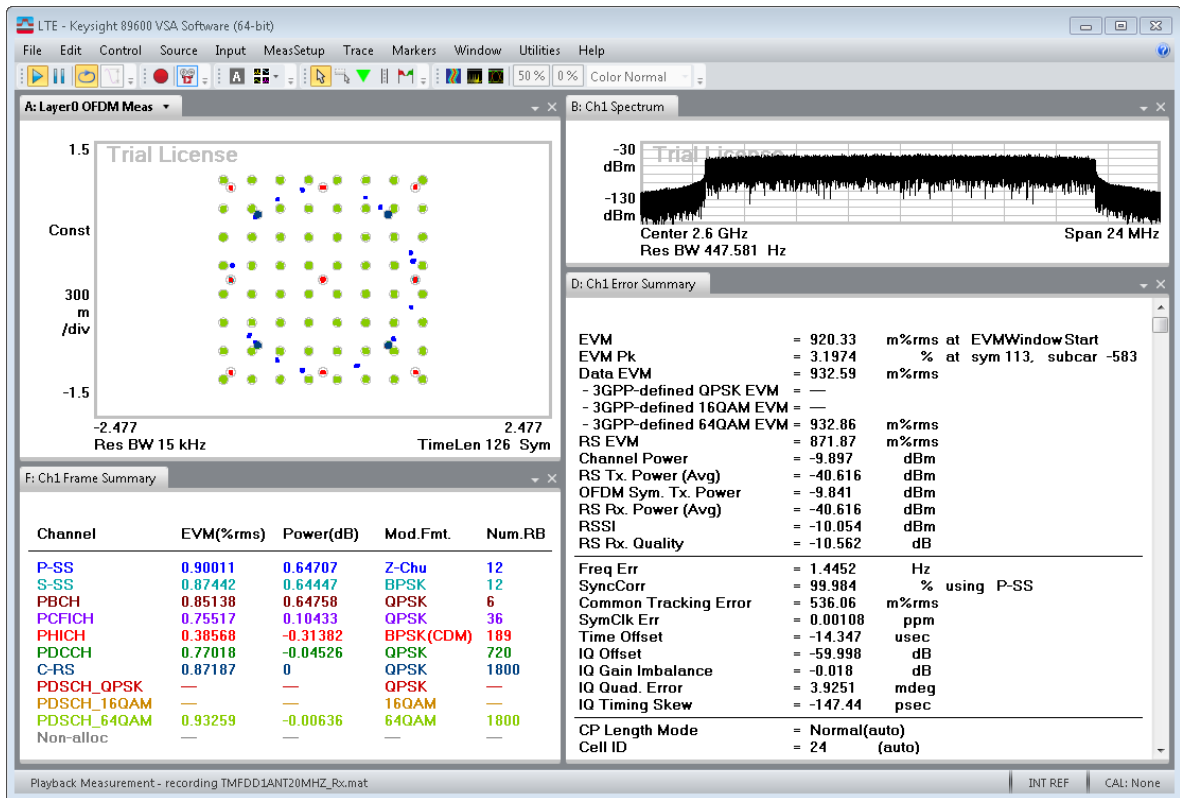 LTE - Keysight 89600 VSA Software (64-bit)
File Edit Control Source Input MeasSetup Trace Markers Window Utilities Help
A 50 % 0 % Color Normal
A: Layer0 OFDM Meas
Trial License
1.5
Const
300
m
/div
-1.5
-2.477 2.477
Res BW 15 kHz TimeLen 126 Sym
B: Ch1 Spectrum
Trial License
-30
dBm
-130
dBm
Center 2.6 GHz Span 24 MHz
Res BW 447.581 Hz
D: Ch1 Error Summary
EVM = 920.33 m%rms at EVMWindowStart
EVM Pk = 3.1974 % at sym 113, subcar -583
Data EVM = 932.59 m%rms
- 3GPP-defined QPSK EVM = —
- 3GPP-defined 16QAM EVM = —
- 3GPP-defined 64QAM EVM = 932.86 m%rms
RS EVM = 871.87 m%rms
Channel Power = -9.897 dBm
RS Tx. Power (Avg) = -40.616 dBm
OFDM Sym. Tx. Power = -9.841 dBm
RS Rx. Power (Avg) = -40.616 dBm
RSSI = -10.054 dBm
RS Rx. Quality = -10.562 dB
Freq Err = 1.4452 Hz
SyncCorr = 99.984 % using P-SS
Common Tracking Error = 536.06 m%rms
SymClk Err = 0.00108 ppm
Time Offset = -14.347 usec
IQ Offset = -59.998 dB
IQ Gain Imbalance = -0.018 dB
IQ Quad. Error = 3.9251 mdeg
IQ Timing Skew = -147.44 psec
CP Length Mode = Normal(auto)
Cell ID = 24 (auto)
F: Ch1 Frame Summary
Channel EVM(%rms) Power(dB) Mod.Fmt. Num.RB
P-SS 0.90011 0.64707 Z-Chu 12
S-SS 0.87442 0.64447 BPSK 12
PBCH 0.85138 0.64758 QPSK 6
PCFICH 0.75517 0.10433 QPSK 36
PHICH 0.38568 -0.31382 BPSK(CDM) 189
PDCCH 0.77018 -0.04526 QPSK 720
C-RS 0.87187 0 QPSK 1800
PDSCH_QPSK — — QPSK —
PDSCH_16QAM — — 16QAM —
PDSCH_64QAM 0.93259 -0.00636 64QAM 1800
Non-alloc — — — —
Playback Measurement - recording TMFDD1ANT20MHZ_Rx.mat INT REF CAL: None